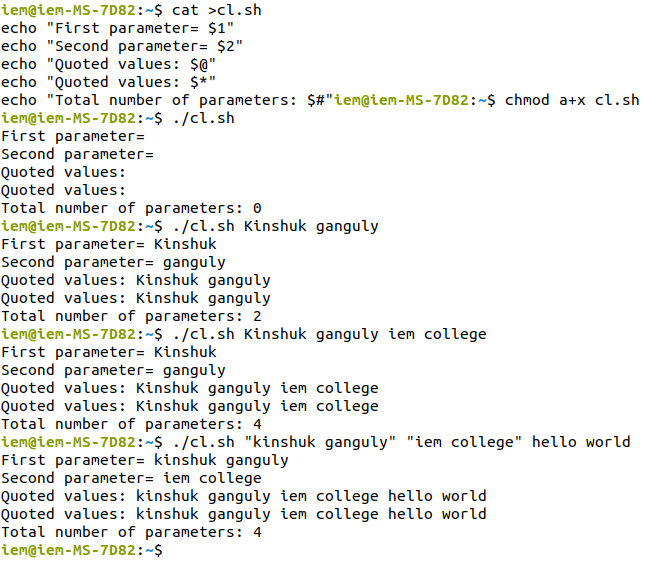 iem@iem-MS-7D82:~$ cat >cl.sh
echo "First parameter= $1"
echo "Second parameter= $2"
echo "Quoted values: $@"
echo "Quoted values: $*"
echo "Total number of parameters: $#"iem@iem-MS-7D82:~$ chmod a+x cl.sh
iem@iem-MS-7D82:~$ ./cl.sh
First parameter=
Second parameter=
Quoted values:
Quoted values:
Total number of parameters: 0
iem@iem-MS-7D82:~$ ./cl.sh Kinshuk ganguly
First parameter= Kinshuk
Second parameter= ganguly
Quoted values: Kinshuk ganguly
Quoted values: Kinshuk ganguly
Total number of parameters: 2
iem@iem-MS-7D82:~$ ./cl.sh Kinshuk ganguly iem college
First parameter= Kinshuk
Second parameter= ganguly
Quoted values: Kinshuk ganguly iem college
Quoted values: Kinshuk ganguly iem college
Total number of parameters: 4
iem@iem-MS-7D82:~$ ./cl.sh "kinshuk ganguly" "iem college" hello world
First parameter= kinshuk ganguly
Second parameter= iem college
Quoted values: kinshuk ganguly iem college hello world
Quoted values: kinshuk ganguly iem college hello world
Total number of parameters: 4
iem@iem-MS-7D82:~$